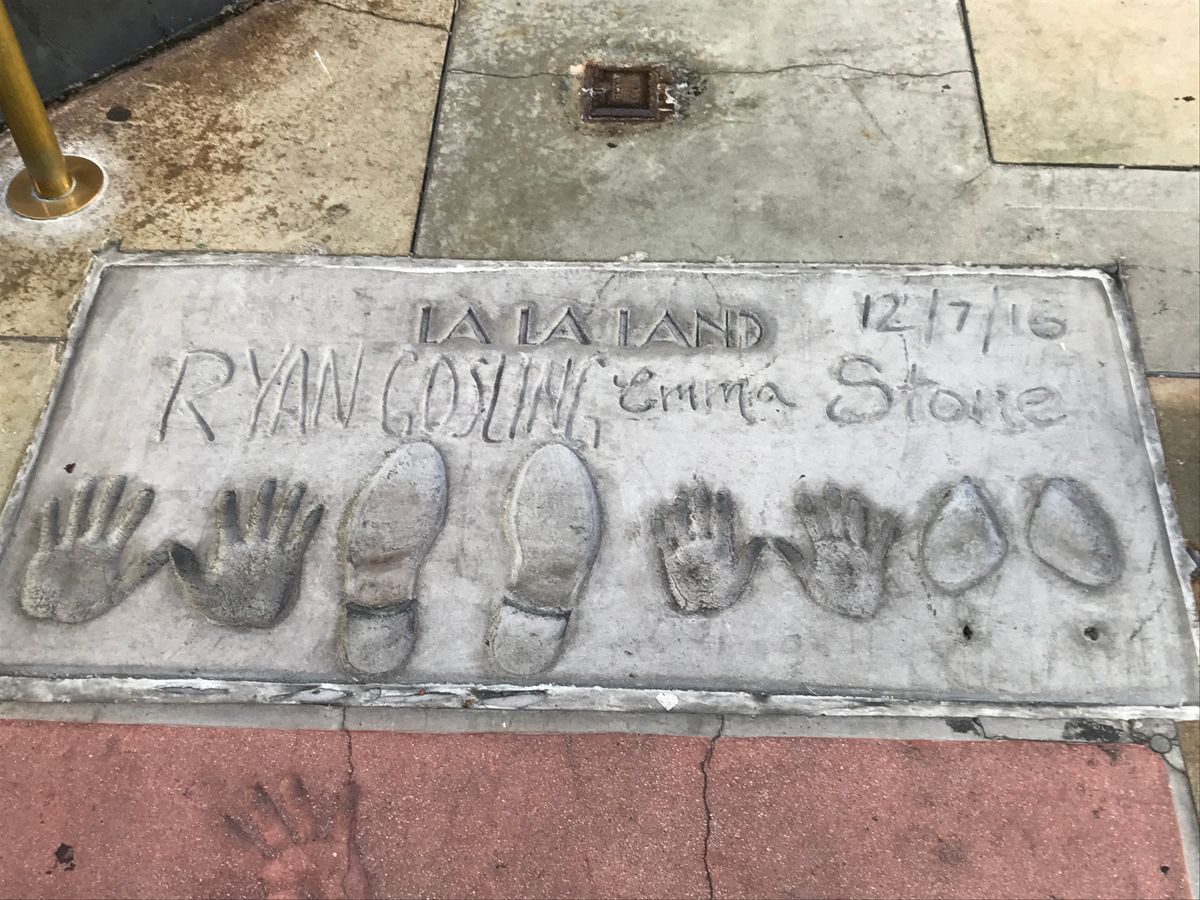 LA LA LAND 12/7/16
RYAN GOSLING Emma Stone